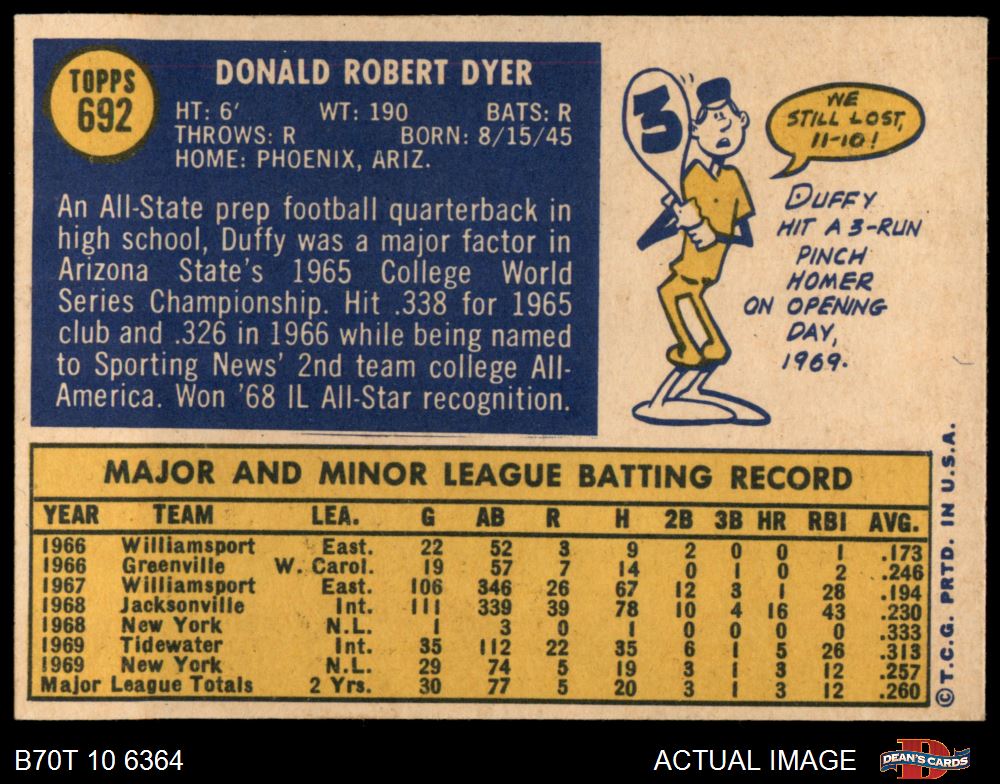 TOPPS
692
DONALD ROBERT DYER
HT: 6' WT: 190 BATS: R
THROWS: R BORN: 8/15/45
HOME: PHOENIX, ARIZ.
An All-State prep football quarterback in
high school, Duffy was a major factor in
Arizona State's 1965 College World
Series Championship. Hit .338 for 1965
club and .326 in 1966 while being named
to Sporting News' 2nd team college All-
America. Won '68 IL All-Star recognition.
3
WE
STILL LOST,
11-10!
DUFFY
HIT A 3-RUN
PINCH
HOMER
ON OPENING
DAY,
1969.
MAJOR AND MINOR LEAGUE BATTING RECORD
YEAR TEAM LEA. G AB R H 2B 3B HR RBI AVG.
1966 Williamsport East. 22 52 3 9 2 0 0 1 .173
1966 Greenville W. Carol. 19 57 7 14 0 1 0 2 .246
1967 Williamsport East. 106 346 26 67 12 3 1 28 .194
1968 Jacksonville Int. 111 339 39 78 10 4 16 43 .230
1968 New York N.L. 1 3 0 1 0 0 0 0 .333
1969 Tidewater Int. 35 112 22 35 6 1 5 26 .313
1969 New York N.L. 29 74 5 19 3 1 3 12 .257
Major League Totals 2 Yrs. 30 77 5 20 3 1 3 12 .260
© T.C.G. PRTD. IN U.S.A.
B70T 10 6364
ACTUAL IMAGE
DEAN'S CARDS